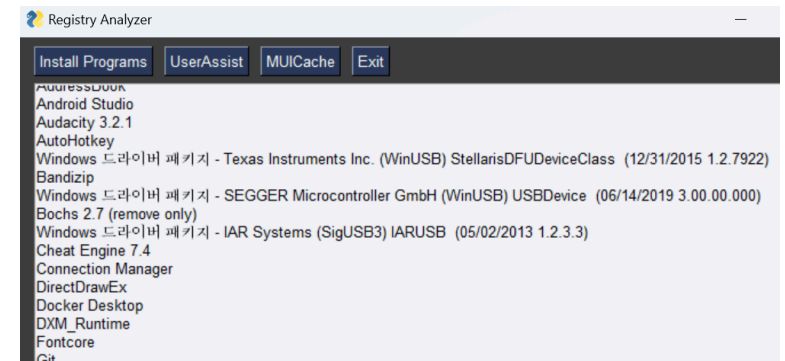 Registry Analyzer
Install Programs UserAssist MUICache Exit
AddressBook
Android Studio
Audacity 3.2.1
AutoHotkey
Windows 드라이버 패키지 - Texas Instruments Inc. (WinUSB) StellarisDFUDeviceClass  (12/31/2015 1.2.7922)
Bandizip
Windows 드라이버 패키지 - SEGGER Microcontroller GmbH (WinUSB) USBDevice  (06/14/2019 3.00.00.000)
Bochs 2.7 (remove only)
Windows 드라이버 패키지 - IAR Systems (SigUSB3) IARUSB  (05/02/2013 1.2.3.3)
Cheat Engine 7.4
Connection Manager
DirectDrawEx
Docker Desktop
DXM_Runtime
Fontcore
Git